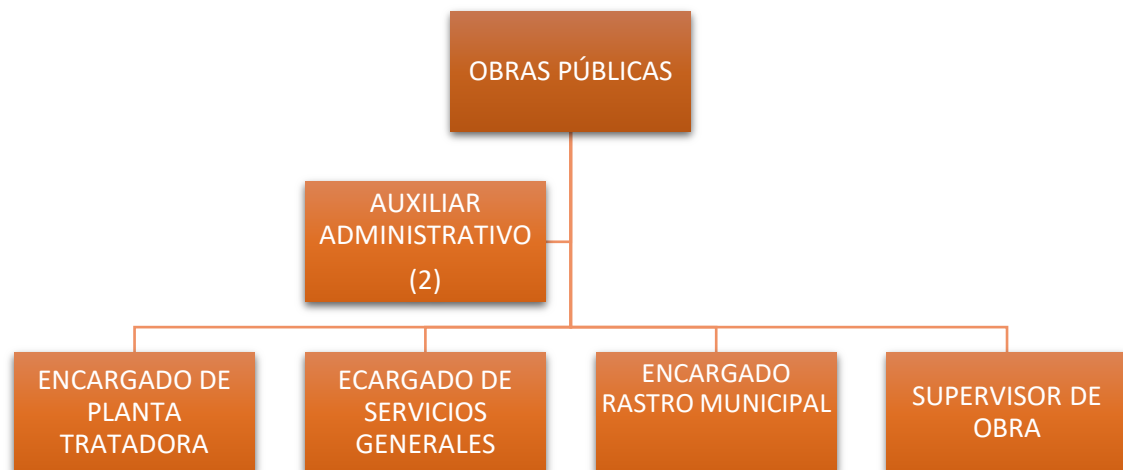 OBRAS PÚBLICAS
AUXILIAR
ADMINISTRATIVO
(2)
ENCARGADO DE
PLANTA
TRATADORA
ECARGADO DE
SERVICIOS
GENERALES
ENCARGADO
RASTRO MUNICIPAL
SUPERVISOR DE
OBRA